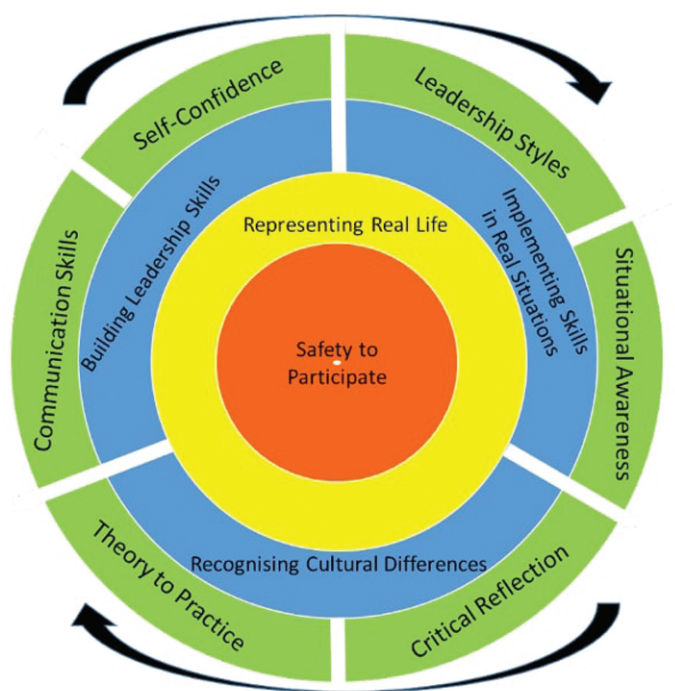 Self-Confidence
Leadership Styles
Communication Skills
Building Leadership Skills
Implementing Skills
in Real Situations
Situational Awareness
Representing Real Life
Safety to
Participate
Recognising Cultural Differences
Theory to Practice
Critical Reflection